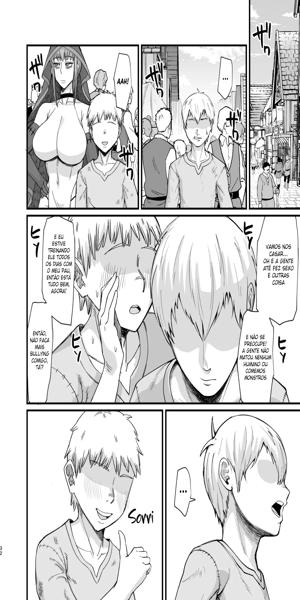 ...
AAH!
VAMOS
NOS
CASAR...
OH E A GENTE
ATÉ FEZ SEXO
E OUTRAS
COISA
E NÃO SE
PREOCUPE!
A GENTE NÃO
MATOU NENHUM
HUMANO OU
COMEMOS
MONSTROS
E EU
ESTIVE
TREINANDO
ELE TODOS
OS DIAS COM
O MEU PAU,
ENTÃO ESTÁ
TUDO BEM,
AGORA!
ENTÃO,
NÃO FAÇA
MAIS
BULLYNG
COMIGO,
TÁ?
...
Sorri